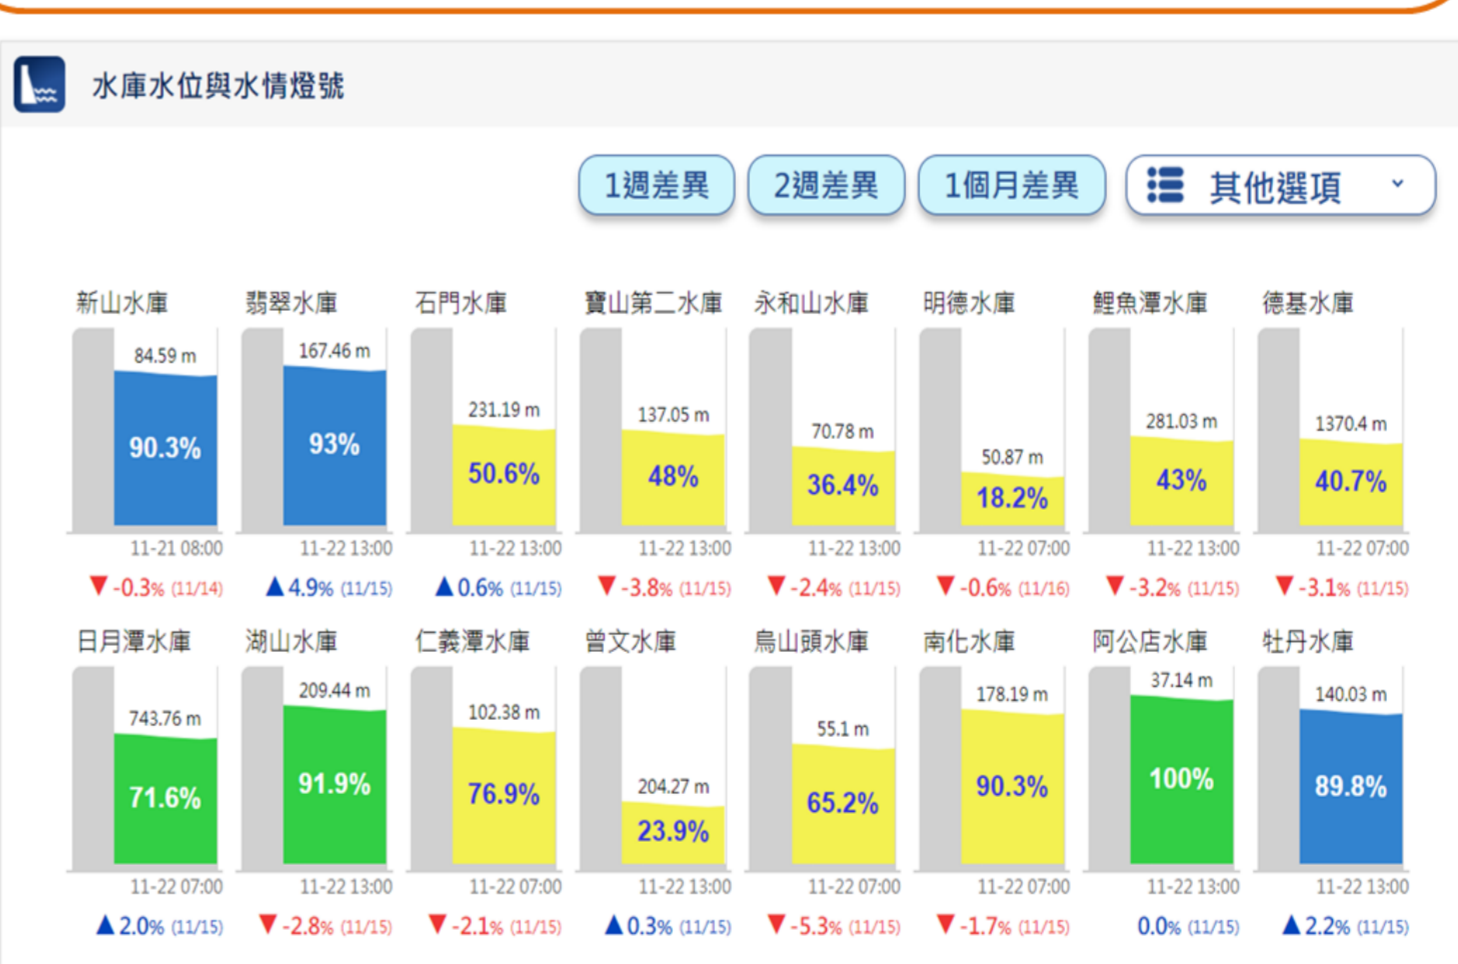 水庫水位與水情燈號
1週差異 2週差異 1個月差異 其他選項
新山水庫 翡翠水庫 石門水庫 寶山第二水庫 永和山水庫 明德水庫 鯉魚潭水庫 德基水庫
84.59 m 167.46 m 231.19 m 137.05 m 70.78 m 50.87 m 281.03 m 1370.4 m
90.3% 93% 50.6% 48% 36.4% 18.2% 43% 40.7%
11-21 08:00 11-22 13:00 11-22 13:00 11-22 13:00 11-22 13:00 11-22 07:00 11-22 13:00 11-22 07:00
▼-0.3% (11/14) ▲4.9% (11/15) ▲0.6% (11/15) ▼-3.8% (11/15) ▼-2.4% (11/15) ▼-0.6% (11/16) ▼-3.2% (11/15) ▼-3.1% (11/15)
日月潭水庫 湖山水庫 仁義潭水庫 曾文水庫 烏山頭水庫 南化水庫 阿公店水庫 牡丹水庫
743.76 m 209.44 m 102.38 m 204.27 m 55.1 m 178.19 m 37.14 m 140.03 m
71.6% 91.9% 76.9% 23.9% 65.2% 90.3% 100% 89.8%
11-22 07:00 11-22 13:00 11-22 07:00 11-22 13:00 11-22 07:00 11-22 07:00 11-22 13:00 11-22 13:00
▲2.0% (11/15) ▼-2.8% (11/15) ▼-2.1% (11/15) ▲0.3% (11/15) ▼-5.3% (11/15) ▼-1.7% (11/15) 0.0% (11/15) ▲2.2% (11/15)